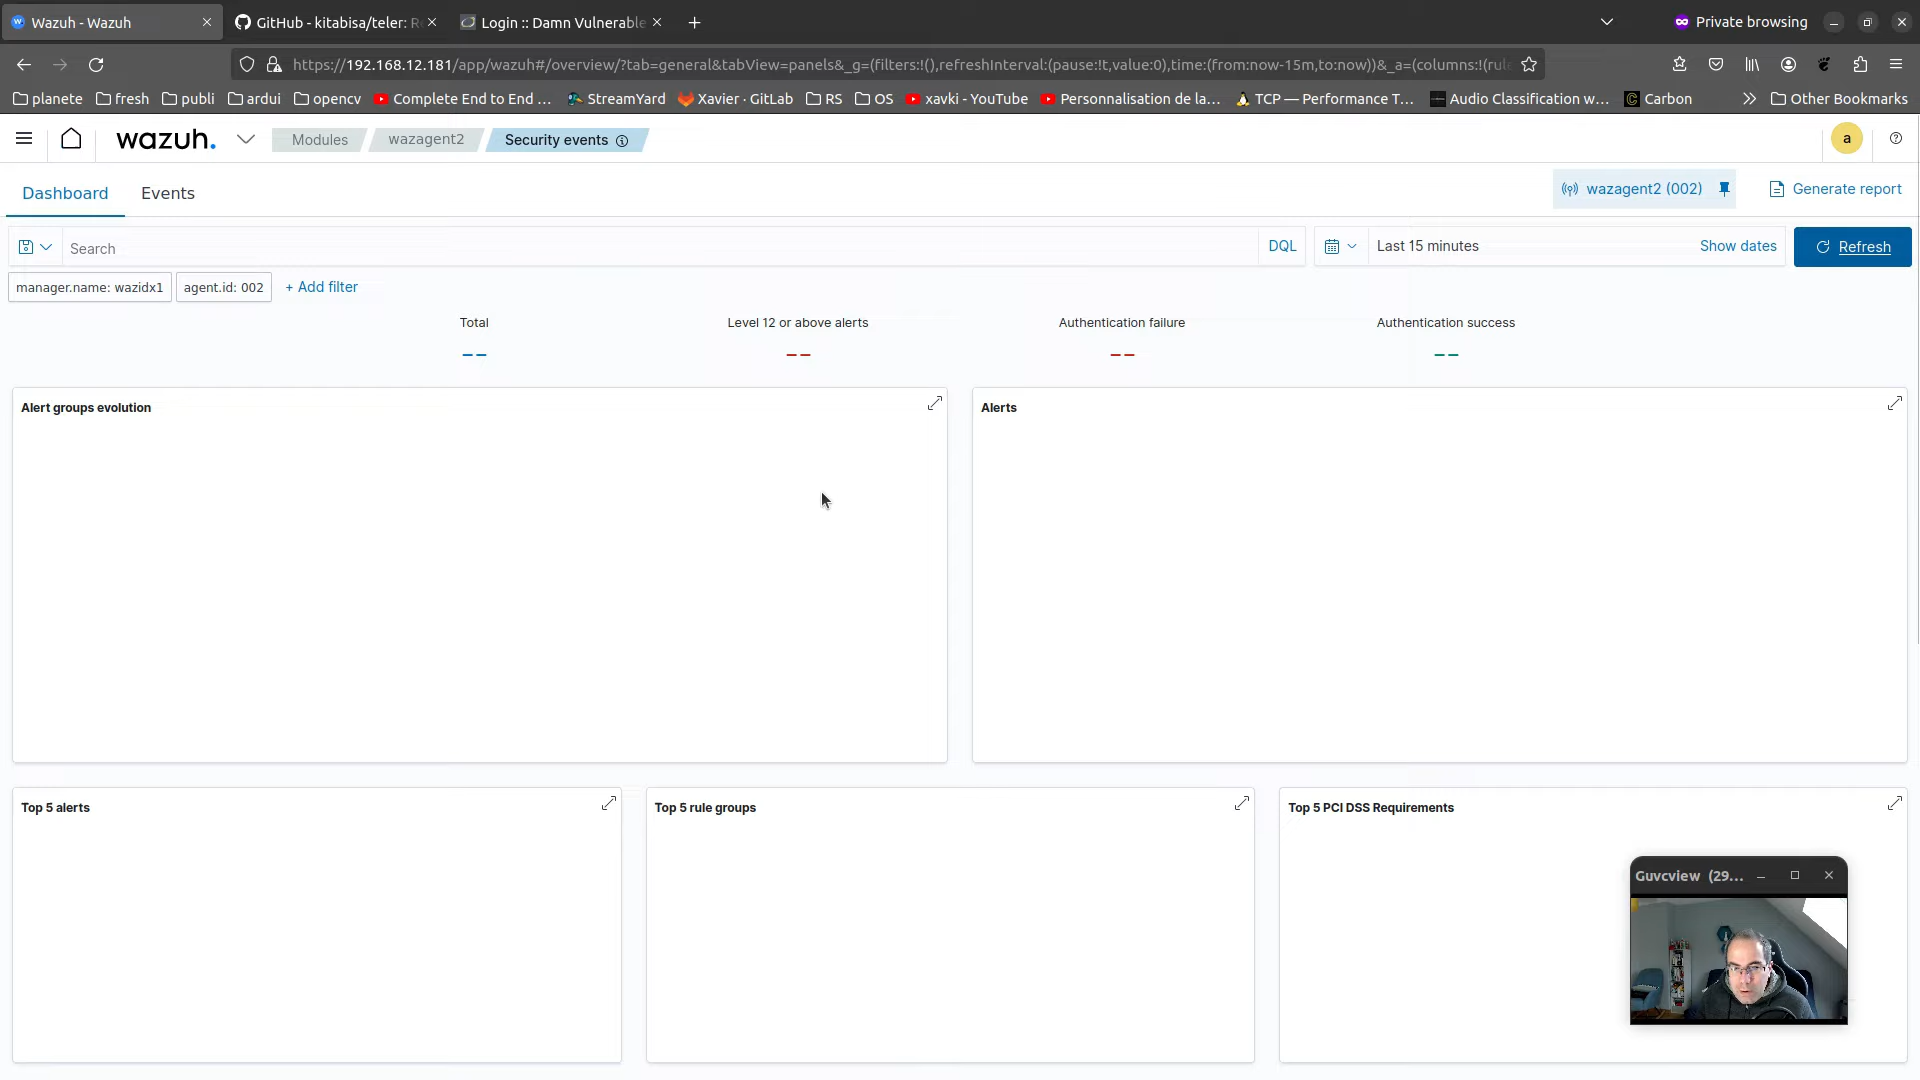 Wazuh - Wazuh
GitHub - kitabisa/teler: R
Login :: Damn Vulnerable
Private browsing
https://192.168.12.181/app/wazuh#/overview/?tab=general&tabView=panels&_g=(filters:!(),refreshInterval:(pause:!t,value:0),time:(from:now-15m,to:now))&_a=(columns:!(rul
planete fresh publi ardui opencv Complete End to End ... StreamYard Xavier · GitLab RS OS xavki - YouTube Personnalisation de la... TCP — Performance T... Audio Classification w... Carbon Other Bookmarks
wazuh. Modules wazagent2 Security events a
Dashboard Events wazagent2 (002) Generate report
Search DQL Last 15 minutes Show dates Refresh
manager.name: wazidx1 agent.id: 002 + Add filter
Total Level 12 or above alerts Authentication failure Authentication success
-- -- -- --
Alert groups evolution Alerts
Top 5 alerts Top 5 rule groups Top 5 PCI DSS Requirements
Guvcview (29...